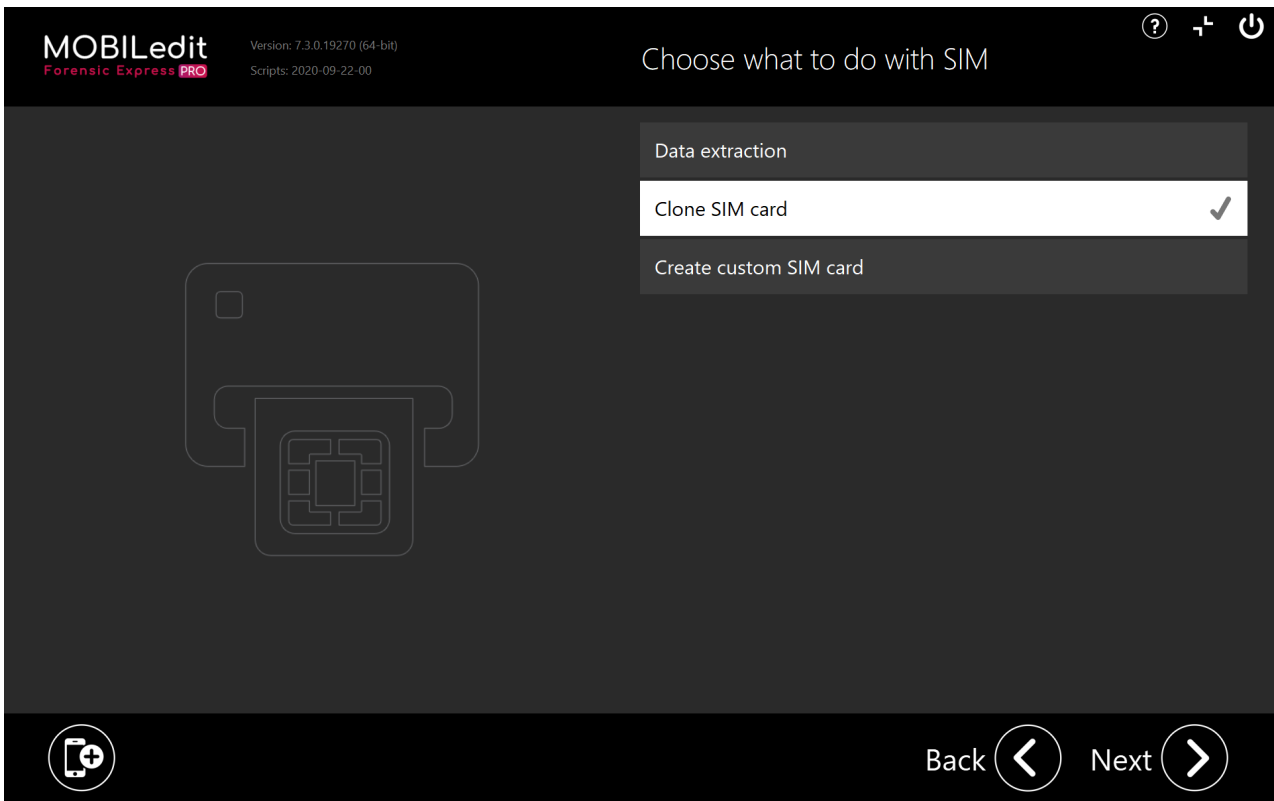 MOBILedit
Forensic Express PRO
Version: 7.3.0.19270 (64-bit)
Scripts: 2020-09-22-00
Choose what to do with SIM
?
Data extraction
Clone SIM card
Create custom SIM card
Back
Next